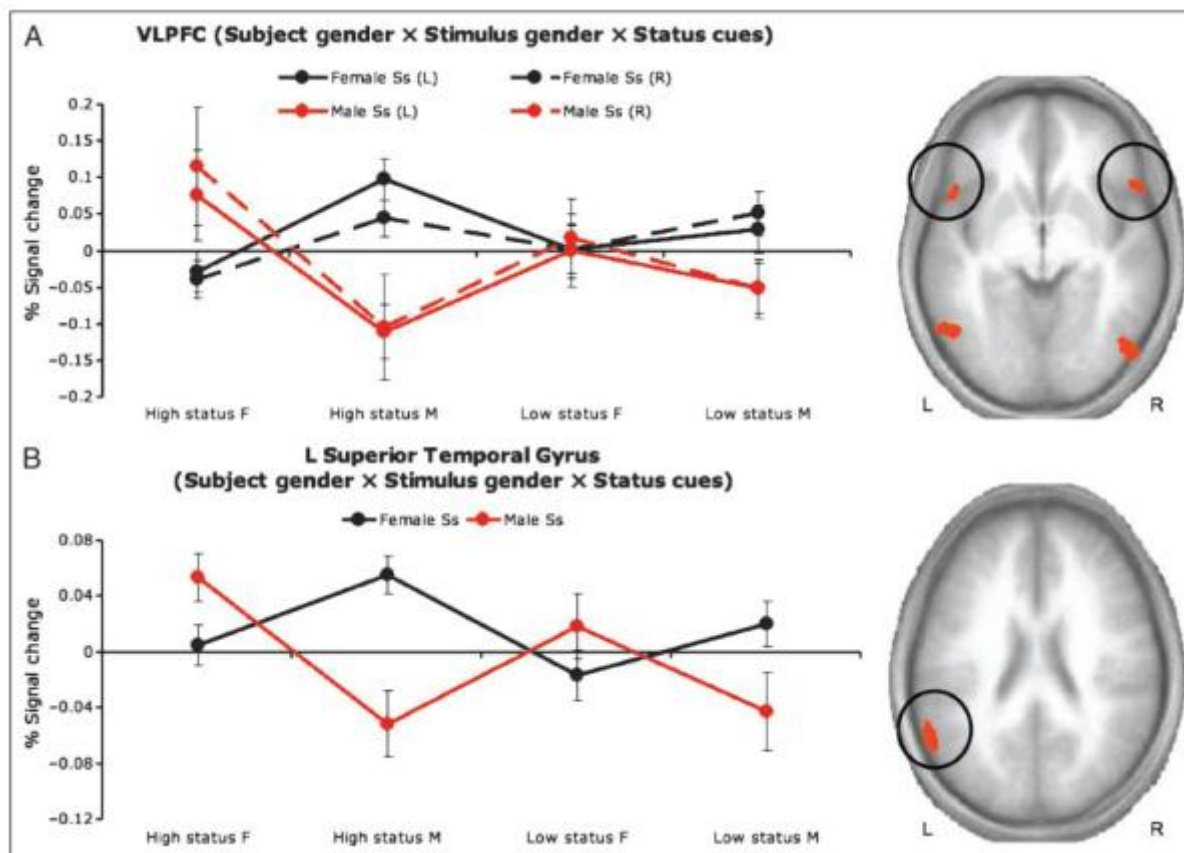 A
VLPFC (Subject gender × Stimulus gender × Status cues)
Female Ss (L) Female Ss (R)
Male Ss (L) Male Ss (R)
0.2
0.15
0.1
0.05
0
−0.05
−0.1
−0.15
−0.2
% Signal change
High status F High status M Low status F Low status M
L R
B
L Superior Temporal Gyrus
(Subject gender × Stimulus gender × Status cues)
Female Ss Male Ss
0.08
0.04
0
−0.04
−0.08
−0.12
% Signal change
High status F High status M Low status F Low status M
L R